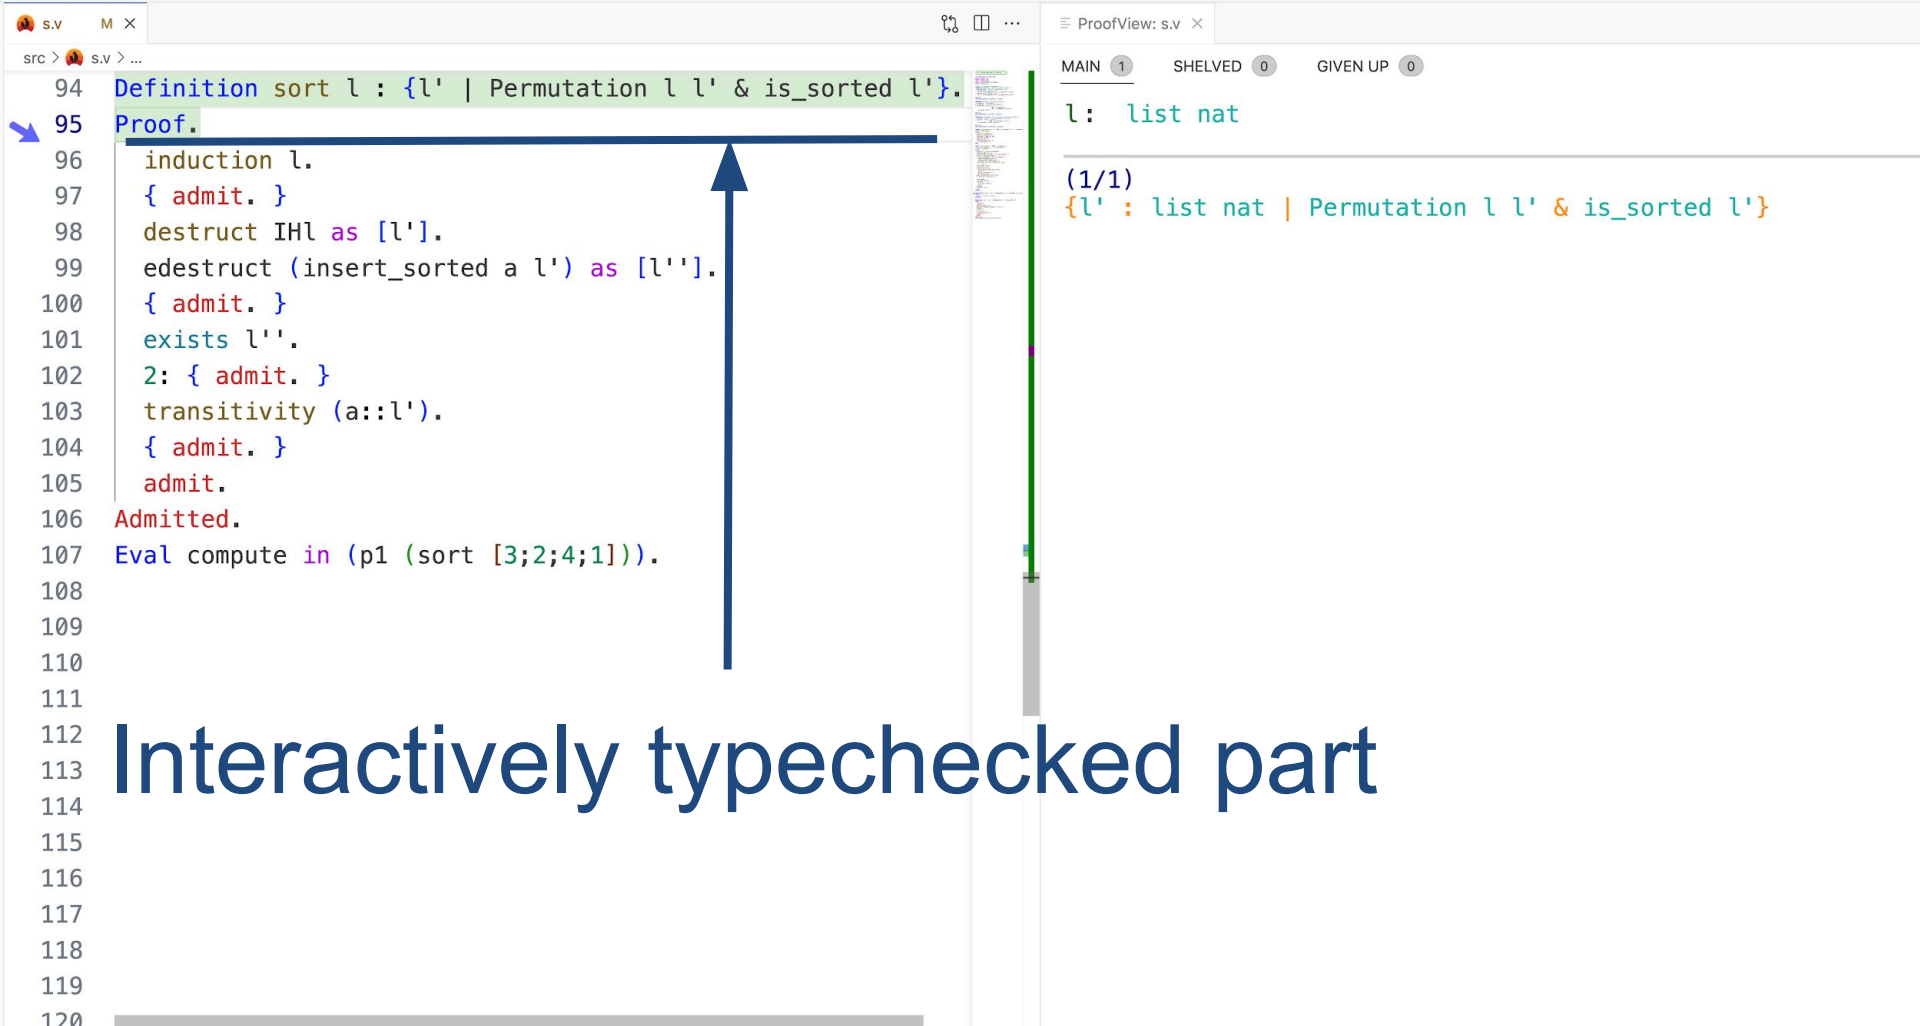 s.v M
src > s.v > ...
94 Definition sort l : {l' | Permutation l l' & is_sorted l'}.
95 Proof.
96 induction l.
97 { admit. }
98 destruct IHl as [l'].
99 edestruct (insert_sorted a l') as [l''].
100 { admit. }
101 exists l''.
102 2: { admit. }
103 transitivity (a::l').
104 { admit. }
105 admit.
106 Admitted.
107 Eval compute in (p1 (sort [3;2;4;1])).
108
109
110
111
112
113
114
115
116
117
118
119
120
Interactively typechecked part
ProofView: s.v
MAIN 1 SHELVED 0 GIVEN UP 0
l: list nat
(1/1)
{l' : list nat | Permutation l l' & is_sorted l'}